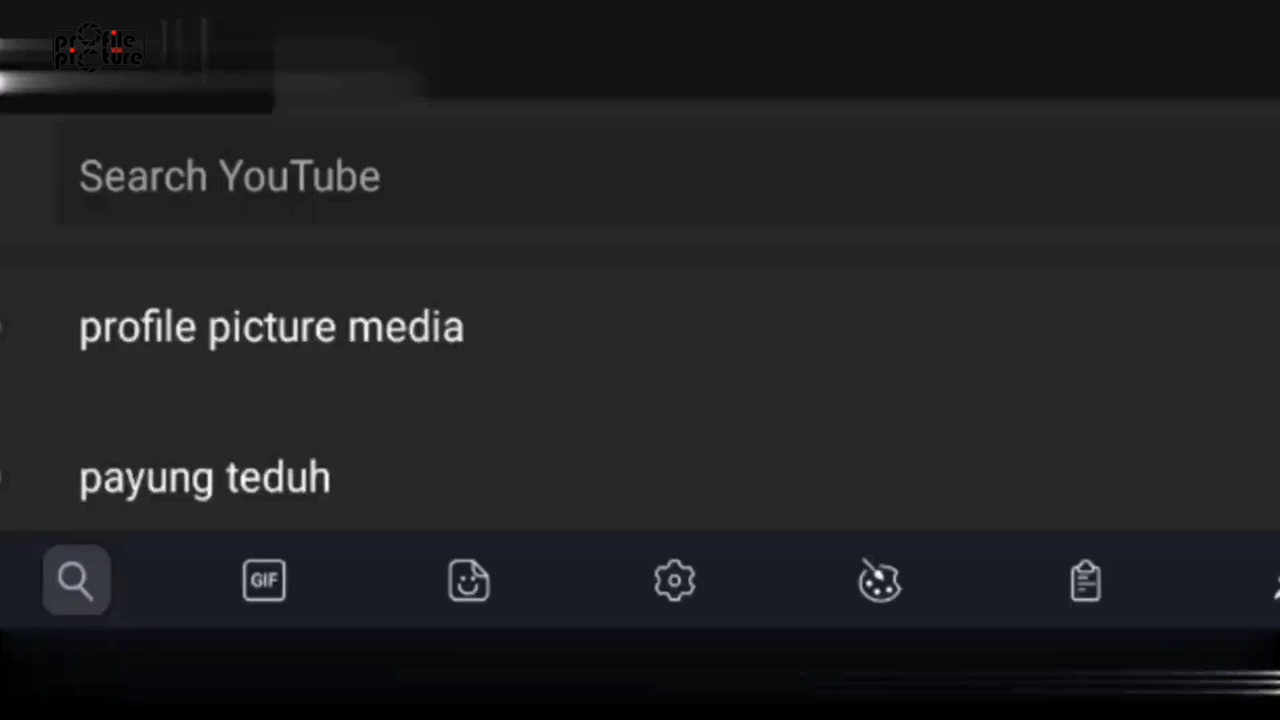 profile
picture
Search YouTube
profile picture media
payung teduh
GIF